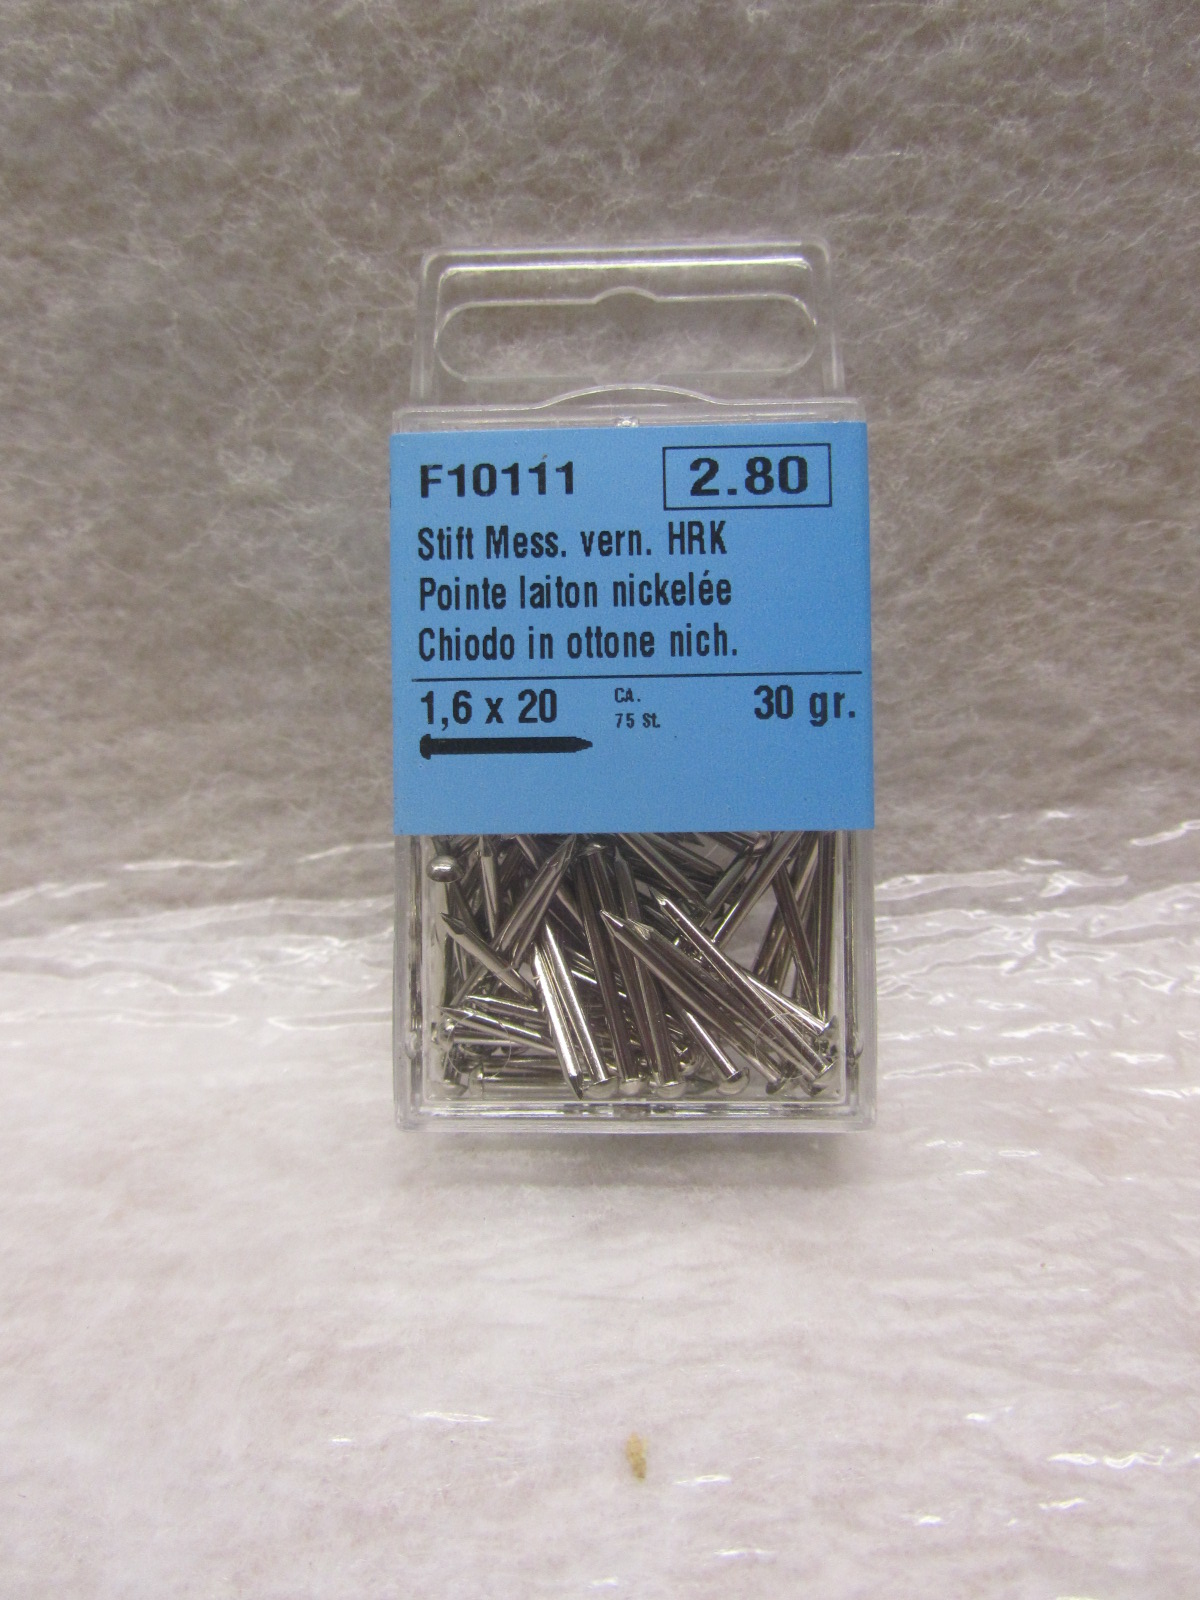 F10111 2.80
Stift Mess. vern. HRK
Pointe laiton nickelée
Chiodo in ottone nich.
1,6 x 20 CA. 30 gr.
75 St.